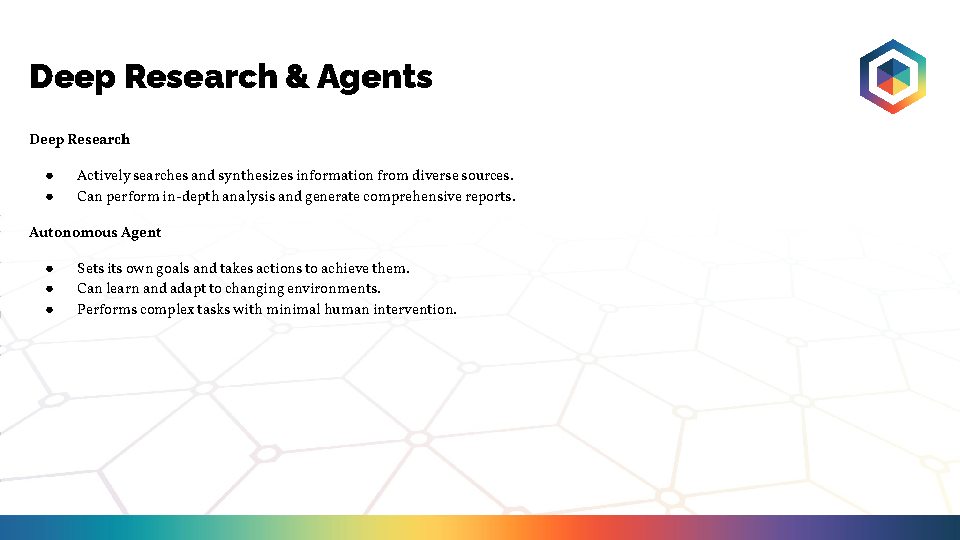 Deep Research & Agents
Deep Research
● Actively searches and synthesizes information from diverse sources.
● Can perform in-depth analysis and generate comprehensive reports.
Autonomous Agent
● Sets its own goals and takes actions to achieve them.
● Can learn and adapt to changing environments.
● Performs complex tasks with minimal human intervention.